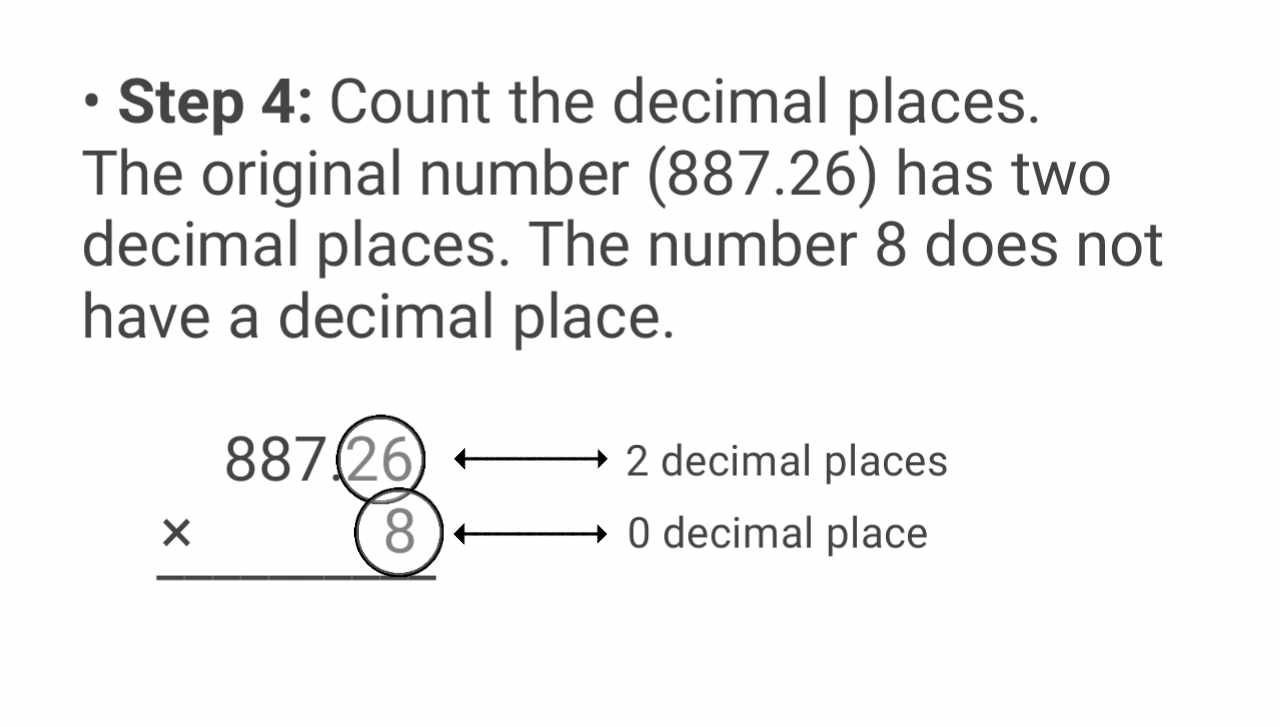 • Step 4: Count the decimal places.
The original number (887.26) has two
decimal places. The number 8 does not
have a decimal place.
887.26 2 decimal places
× 8 0 decimal place